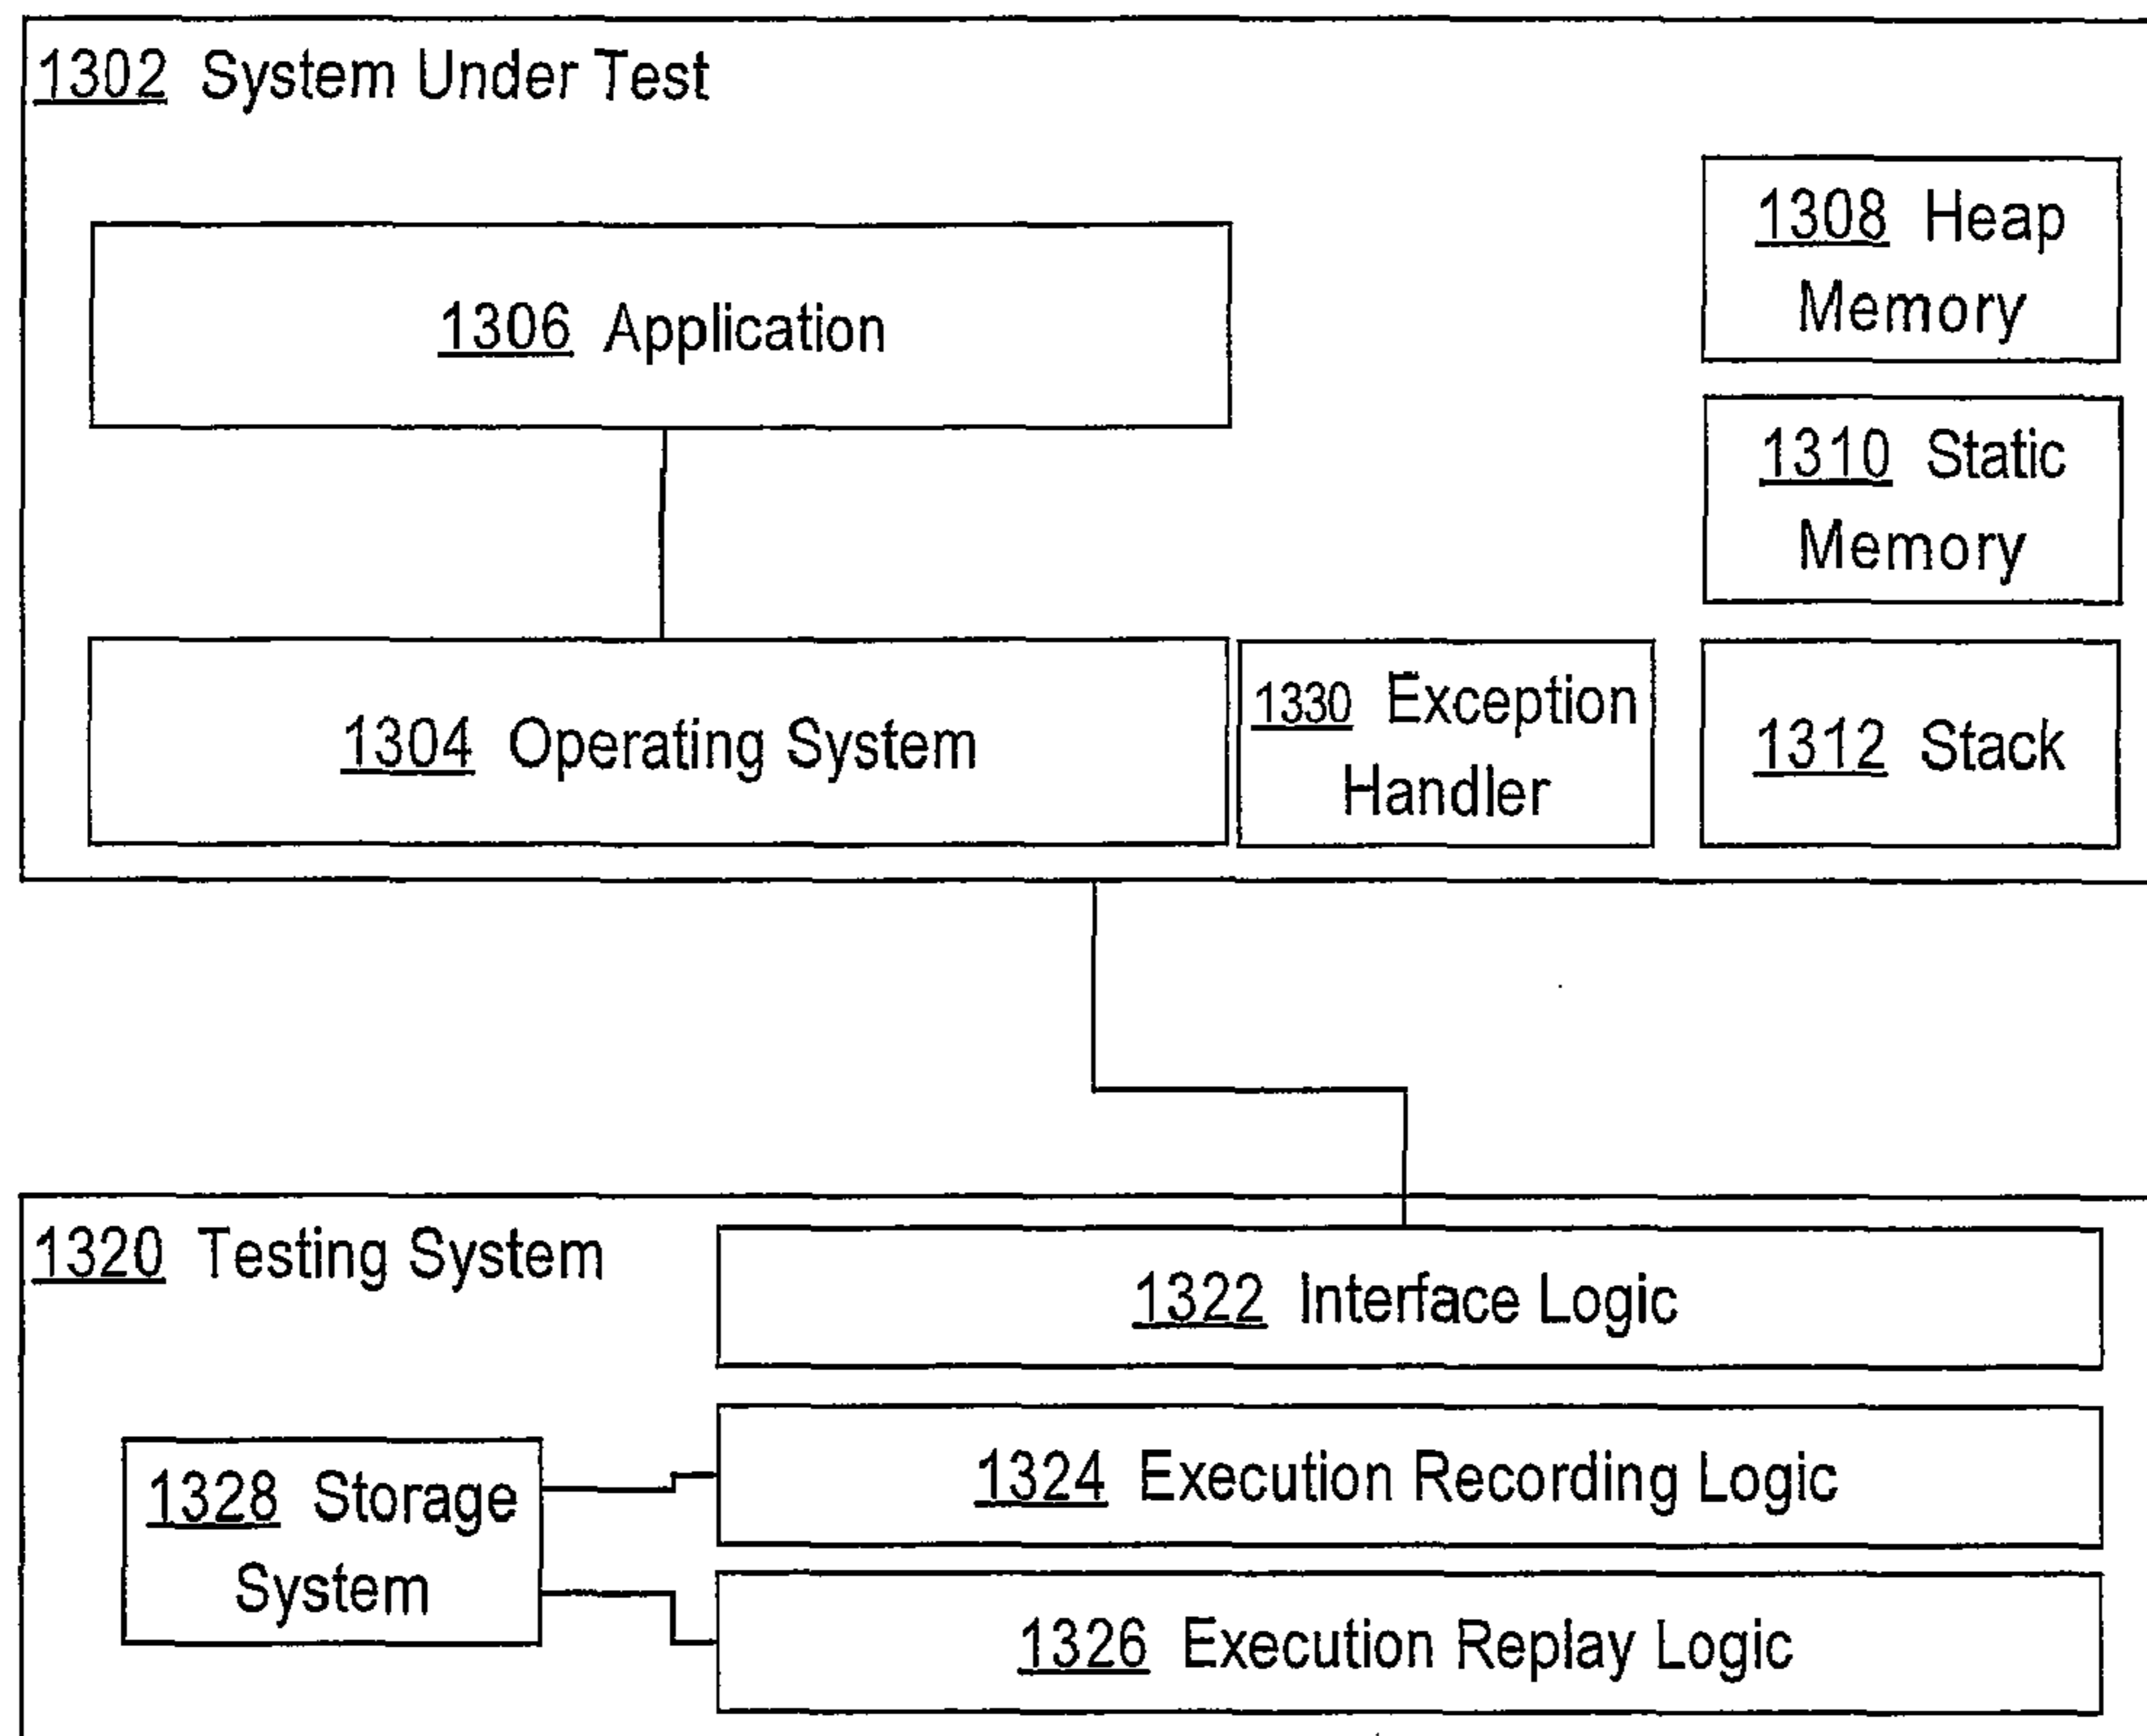 1302 System Under Test
1306 Application
1308 Heap
Memory
1310 Static
Memory
1304 Operating System
1330 Exception
Handler
1312 Stack
1320 Testing System
1322 Interface Logic
1328 Storage
System
1324 Execution Recording Logic
1326 Execution Replay Logic